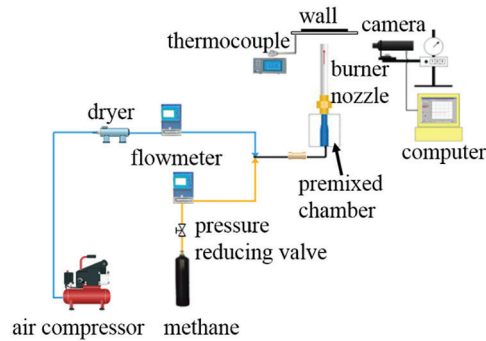 wall
camera
thermocouple
burner
nozzle
dryer
flowmeter
computer
premixed
chamber
pressure
reducing valve
air compressor
methane